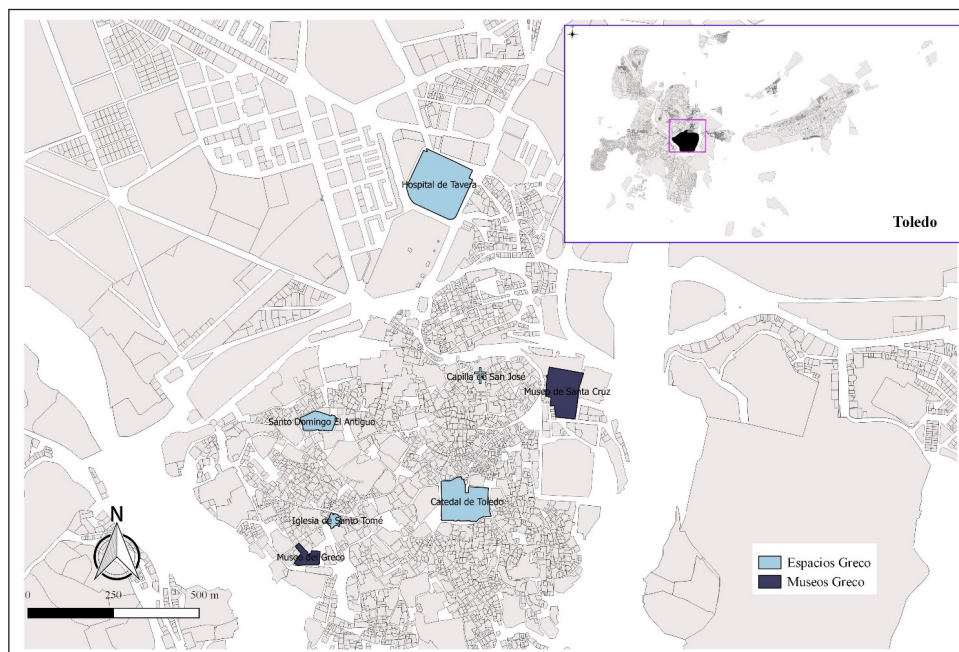 Toledo
Hospital de Tavera
Capilla de San José
Museo de Santa Cruz
Santo Domingo El Antiguo
Catedal de Toledo
Iglesia de Santo Tomé
Museo del Greco
N
0 250 500 m
Espacios Greco
Museos Greco